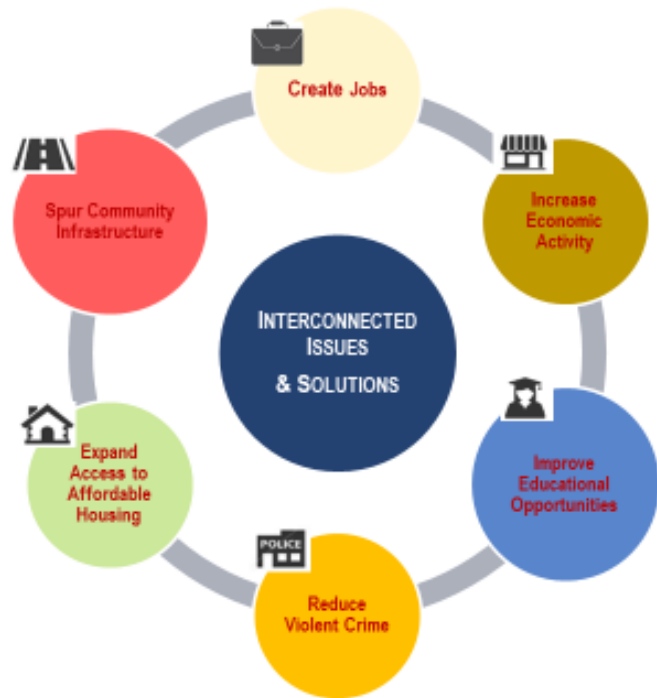 Create Jobs
Increase
Economic
Activity
Improve
Educational
Opportunities
POLICE
Reduce
Violent Crime
Expand
Access to
Affordable
Housing
Spur Community
Infrastructure
INTERCONNECTED
ISSUES
& SOLUTIONS